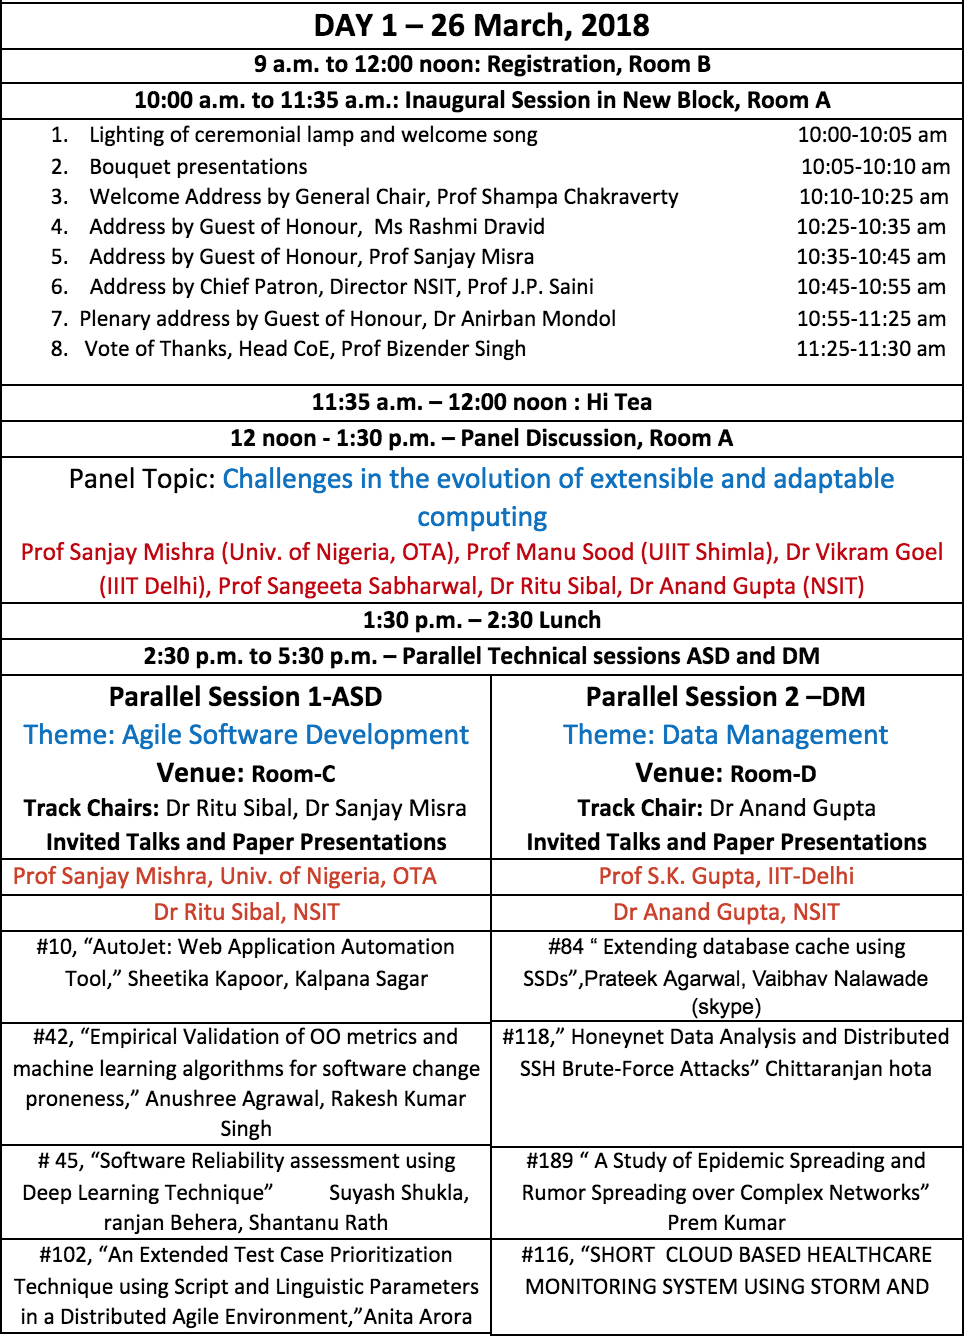 DAY 1 – 26 March, 2018
9 a.m. to 12:00 noon: Registration, Room B
10:00 a.m. to 11:35 a.m.: Inaugural Session in New Block, Room A
1. Lighting of ceremonial lamp and welcome song 10:00-10:05 am
2. Bouquet presentations 10:05-10:10 am
3. Welcome Address by General Chair, Prof Shampa Chakraverty 10:10-10:25 am
4. Address by Guest of Honour, Ms Rashmi Dravid 10:25-10:35 am
5. Address by Guest of Honour, Prof Sanjay Misra 10:35-10:45 am
6. Address by Chief Patron, Director NSIT, Prof J.P. Saini 10:45-10:55 am
7. Plenary address by Guest of Honour, Dr Anirban Mondol 10:55-11:25 am
8. Vote of Thanks, Head CoE, Prof Bizender Singh 11:25-11:30 am
11:35 a.m. – 12:00 noon : Hi Tea
12 noon - 1:30 p.m. – Panel Discussion, Room A
Panel Topic: Challenges in the evolution of extensible and adaptable
computing
Prof Sanjay Mishra (Univ. of Nigeria, OTA), Prof Manu Sood (UIIT Shimla), Dr Vikram Goel
(IIIT Delhi), Prof Sangeeta Sabharwal, Dr Ritu Sibal, Dr Anand Gupta (NSIT)
1:30 p.m. – 2:30 Lunch
2:30 p.m. to 5:30 p.m. – Parallel Technical sessions ASD and DM
Parallel Session 1-ASD
Theme: Agile Software Development
Venue: Room-C
Track Chairs: Dr Ritu Sibal, Dr Sanjay Misra
Invited Talks and Paper Presentations
Prof Sanjay Mishra, Univ. of Nigeria, OTA
Dr Ritu Sibal, NSIT
#10, “AutoJet: Web Application Automation
Tool,” Sheetika Kapoor, Kalpana Sagar
#42, “Empirical Validation of OO metrics and
machine learning algorithms for software change
proneness,” Anushree Agrawal, Rakesh Kumar
Singh
# 45, “Software Reliability assessment using
Deep Learning Technique” Suyash Shukla,
ranjan Behera, Shantanu Rath
#102, “An Extended Test Case Prioritization
Technique using Script and Linguistic Parameters
in a Distributed Agile Environment,”Anita Arora
Parallel Session 2 –DM
Theme: Data Management
Venue: Room-D
Track Chair: Dr Anand Gupta
Invited Talks and Paper Presentations
Prof S.K. Gupta, IIT-Delhi
Dr Anand Gupta, NSIT
#84 “ Extending database cache using
SSDs”,Prateek Agarwal, Vaibhav Nalawade
(skype)
#118,” Honeynet Data Analysis and Distributed
SSH Brute-Force Attacks” Chittaranjan hota
#189 “ A Study of Epidemic Spreading and
Rumor Spreading over Complex Networks”
Prem Kumar
#116, “SHORT CLOUD BASED HEALTHCARE
MONITORING SYSTEM USING STORM AND